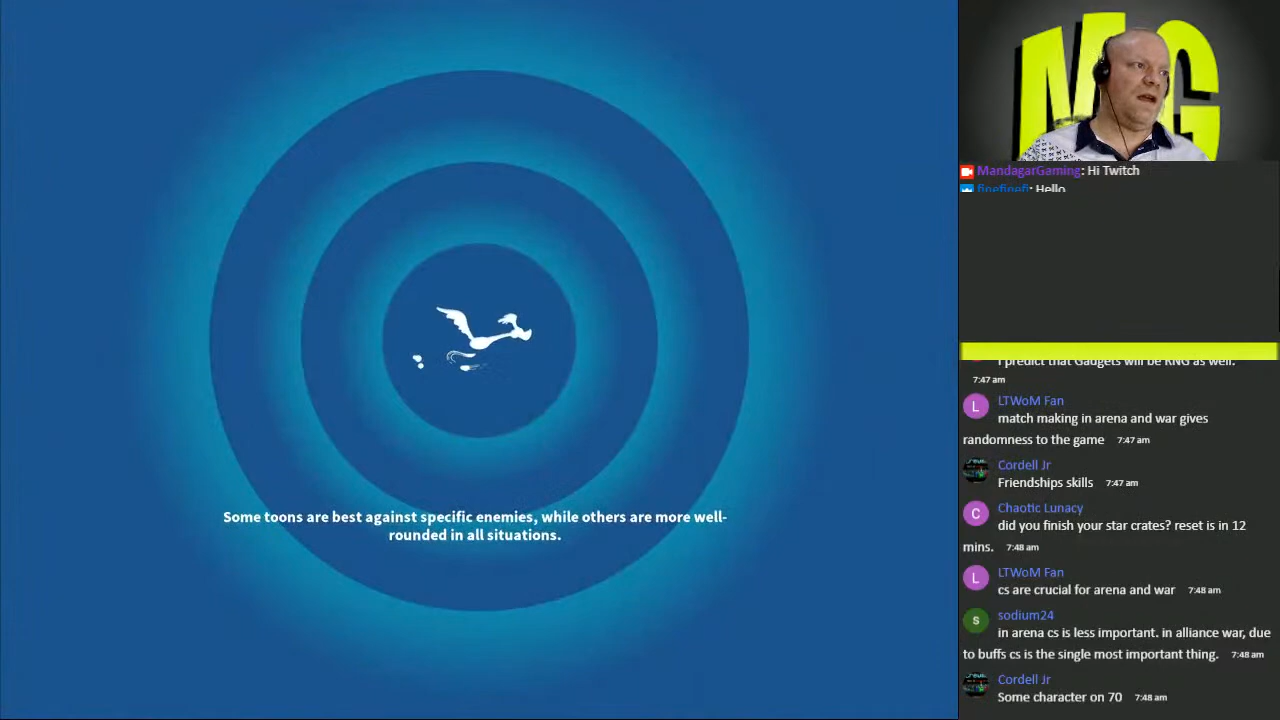 MG
MandagarGaming: Hi Twitch
Bnefinefi: Hello
I predict that Gadgets will be RNG as well.
7:47 am
L
LTWoM Fan
match making in arena and war gives
randomness to the game 7:47 am
Cordell Jr
Friendships skills 7:47 am
C
Chaotic Lunacy
did you finish your star crates? reset is in 12
mins. 7:48 am
L
LTWoM Fan
cs are crucial for arena and war 7:48 am
s
sodium24
in arena cs is less important. in alliance war, due
to buffs cs is the single most important thing. 7:48 am
Cordell Jr
Some character on 70 7:48 am
Some toons are best against specific enemies, while others are more well-
rounded in all situations.